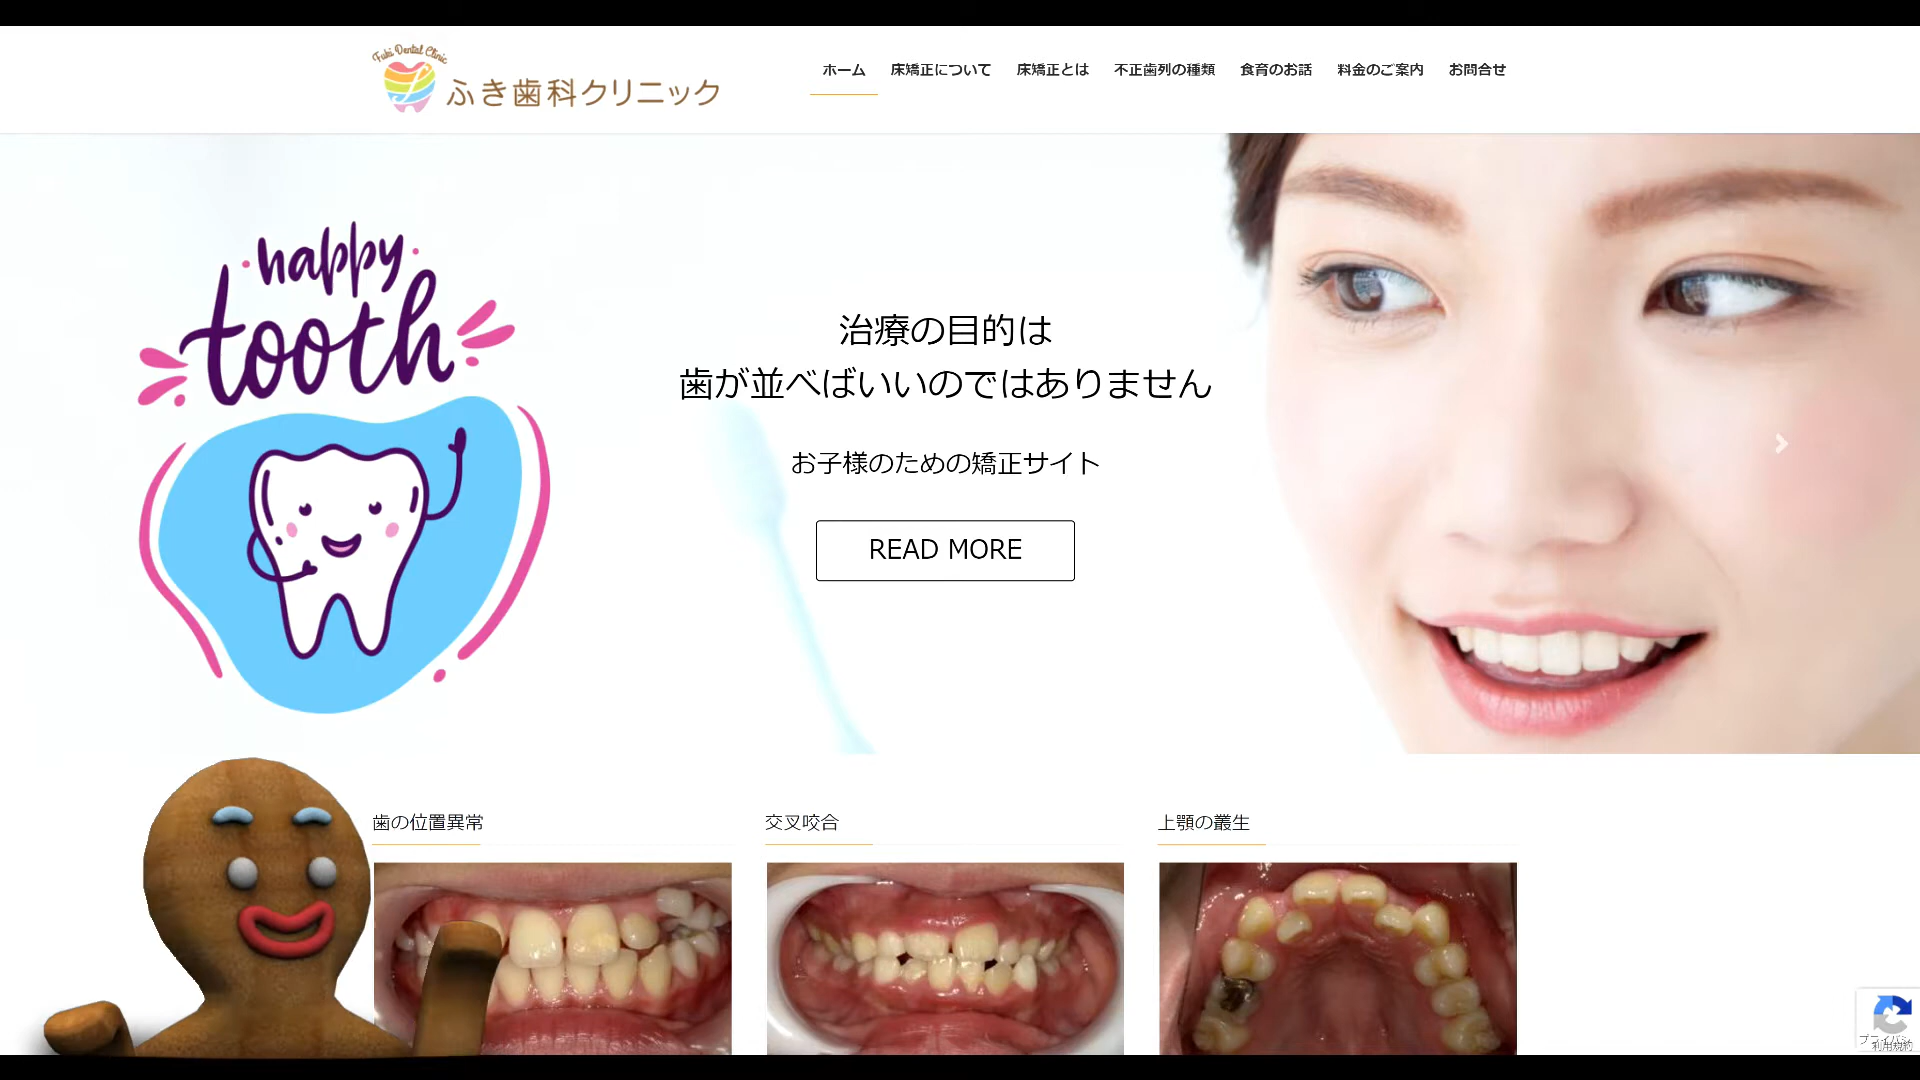 Fuki Dental Clinic
ふき歯科クリニック
ホーム
床矯正について
床矯正とは
不正歯列の種類
食育のお話
料金のご案内
お問合せ
happy
tooth
治療の目的は
歯が並べばいいのではありません
お子様のための矯正サイト
READ MORE
歯の位置異常
交叉咬合
上顎の叢生
利用規約